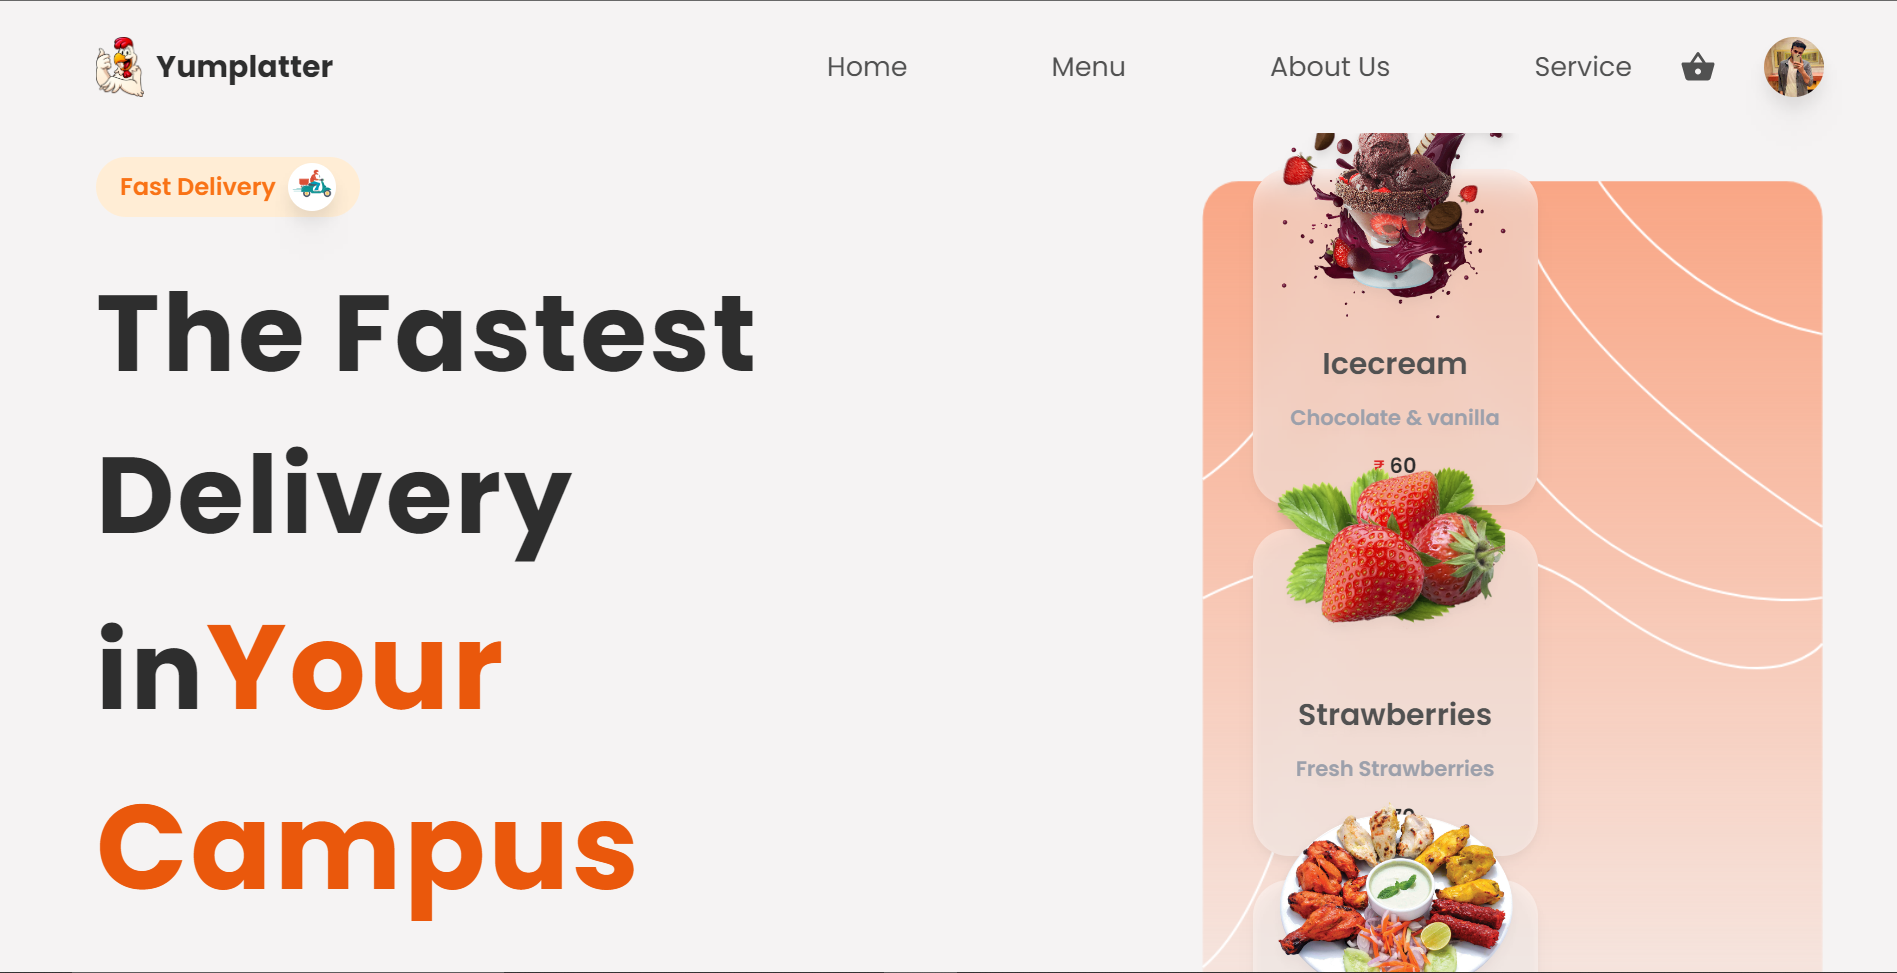 Yumplatter
Home
Menu
About Us
Service
Fast Delivery
The Fastest
Delivery
inYour
Campus
Icecream
Chocolate & vanilla
₹ 60
Strawberries
Fresh Strawberries